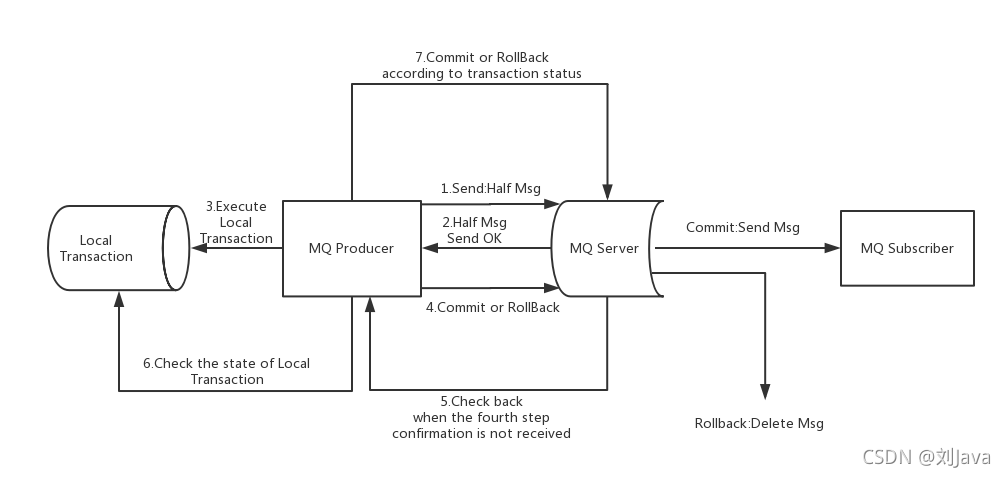 7.Commit or RollBack
according to transaction status
1.Send:Half Msg
3.Execute
Local
Transaction
2.Half Msg
Send OK
Local
Transaction
MQ Producer
MQ Server
Commit:Send Msg
MQ Subscriber
4.Commit or RollBack
6.Check the state of Local
Transaction
5.Check back
when the fourth step
confirmation is not received
Rollback:Delete Msg
CSDN @刘Java